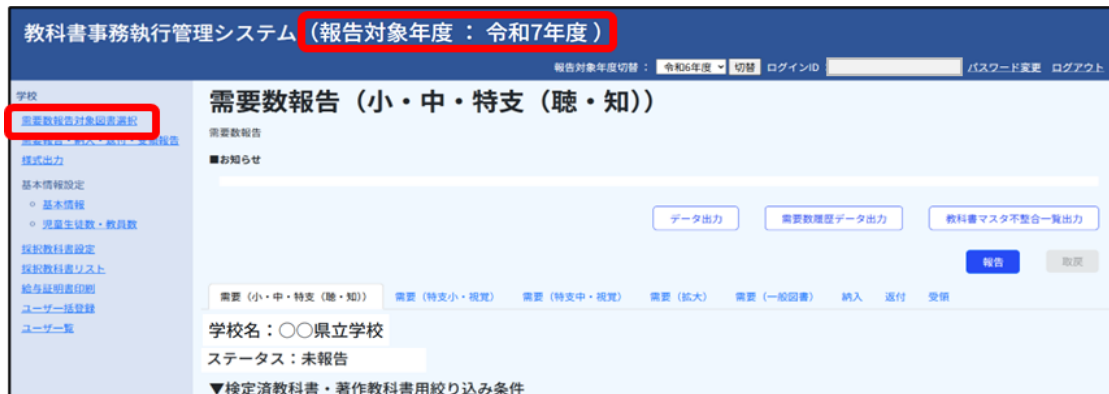 教科書事務執行管理システム（報告対象年度 ： 令和7年度 ）
報告対象年度切替： 令和6年度 切替 ログインID パスワード変更 ログアウト
学校
需要数報告対象図書選択
需要報告・納入・返付・受領報告
様式出力
基本情報設定
基本情報
児童生徒数・教員数
採択教科書設定
採択教科書リスト
給与証明書印刷
ユーザー一括登録
ユーザ一覧
需要数報告（小・中・特支（聴・知））
需要数報告
■お知らせ
データ出力 需要数履歴データ出力 教科書マスタ不整合一覧出力
報告 取戻
需要（小・中・特支（聴・知）） 需要（特支小・視覚） 需要（特支中・視覚） 需要（拡大） 需要（一般図書） 納入 返付 受領
学校名：〇〇県立学校
ステータス：未報告
▼検定済教科書・著作教科書用絞り込み条件